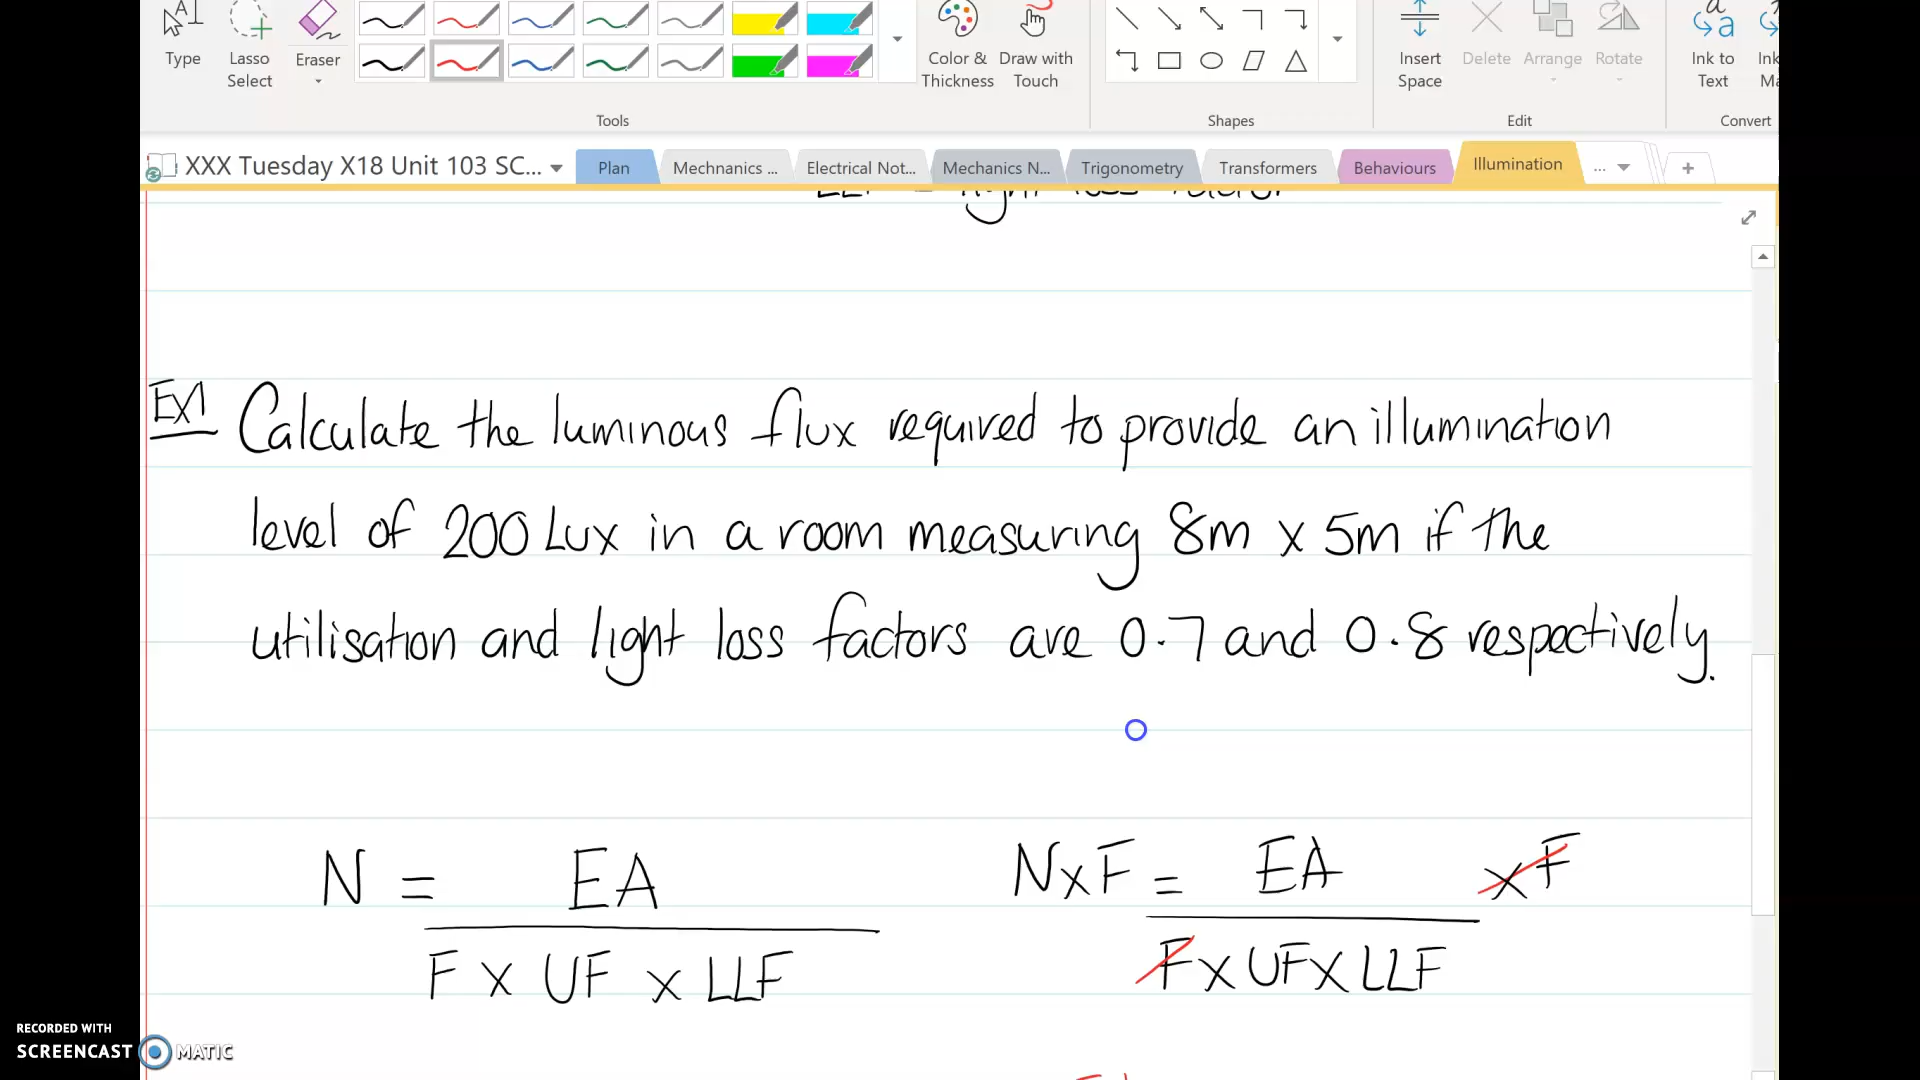 Type
Lasso Select
Eraser
Color & Thickness
Draw with Touch
Insert Space
Delete
Arrange
Rotate
Ink to Text
Tools
Shapes
Edit
Convert
XXX Tuesday X18 Unit 103 SC...
Plan
Mechnanics ...
Electrical Not...
Mechanics N...
Trigonometry
Transformers
Behaviours
Illumination
...
Ex1 Calculate the luminous flux required to provide an illumination
level of 200 Lux in a room measuring 8m x 5m if the
utilisation and light loss factors are 0.7 and 0.8 respectively.
N = EA
F x UF x LLF
NxF = EA xF
FxUFxLLF
RECORDED WITH
SCREENCAST MATIC